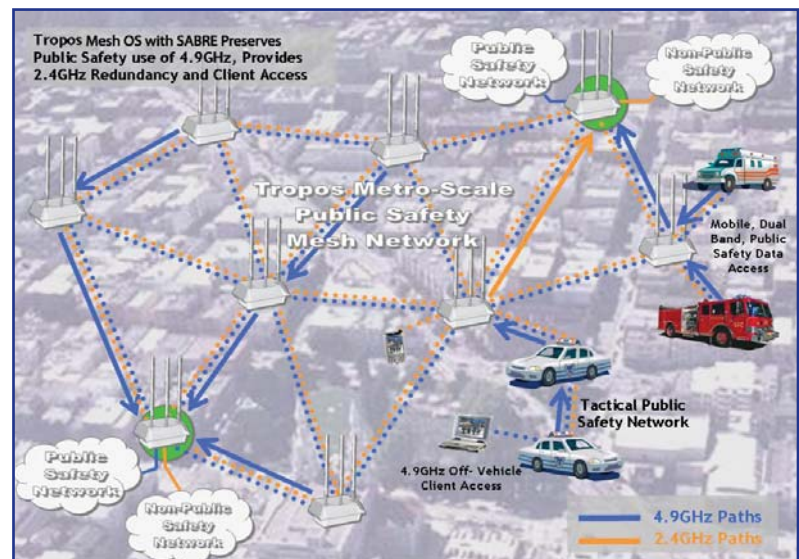 Tropos Mesh OS with SABRE Preserves
Public Safety use of 4.9GHz, Provides
2.4GHz Redundancy and Client Access
Public
Safety
Network
Non-Public
Safety
Network
Tropos Metro-Scale
Public Safety
Mesh Network
Mobile, Dual
Band, Public
Safety Data
Access
Tactical Public
Safety Network
4.9GHz Off- Vehicle
Client Access
Public
Safety
Network
Non-Public
Safety
Network
4.9GHz Paths
2.4GHz Paths